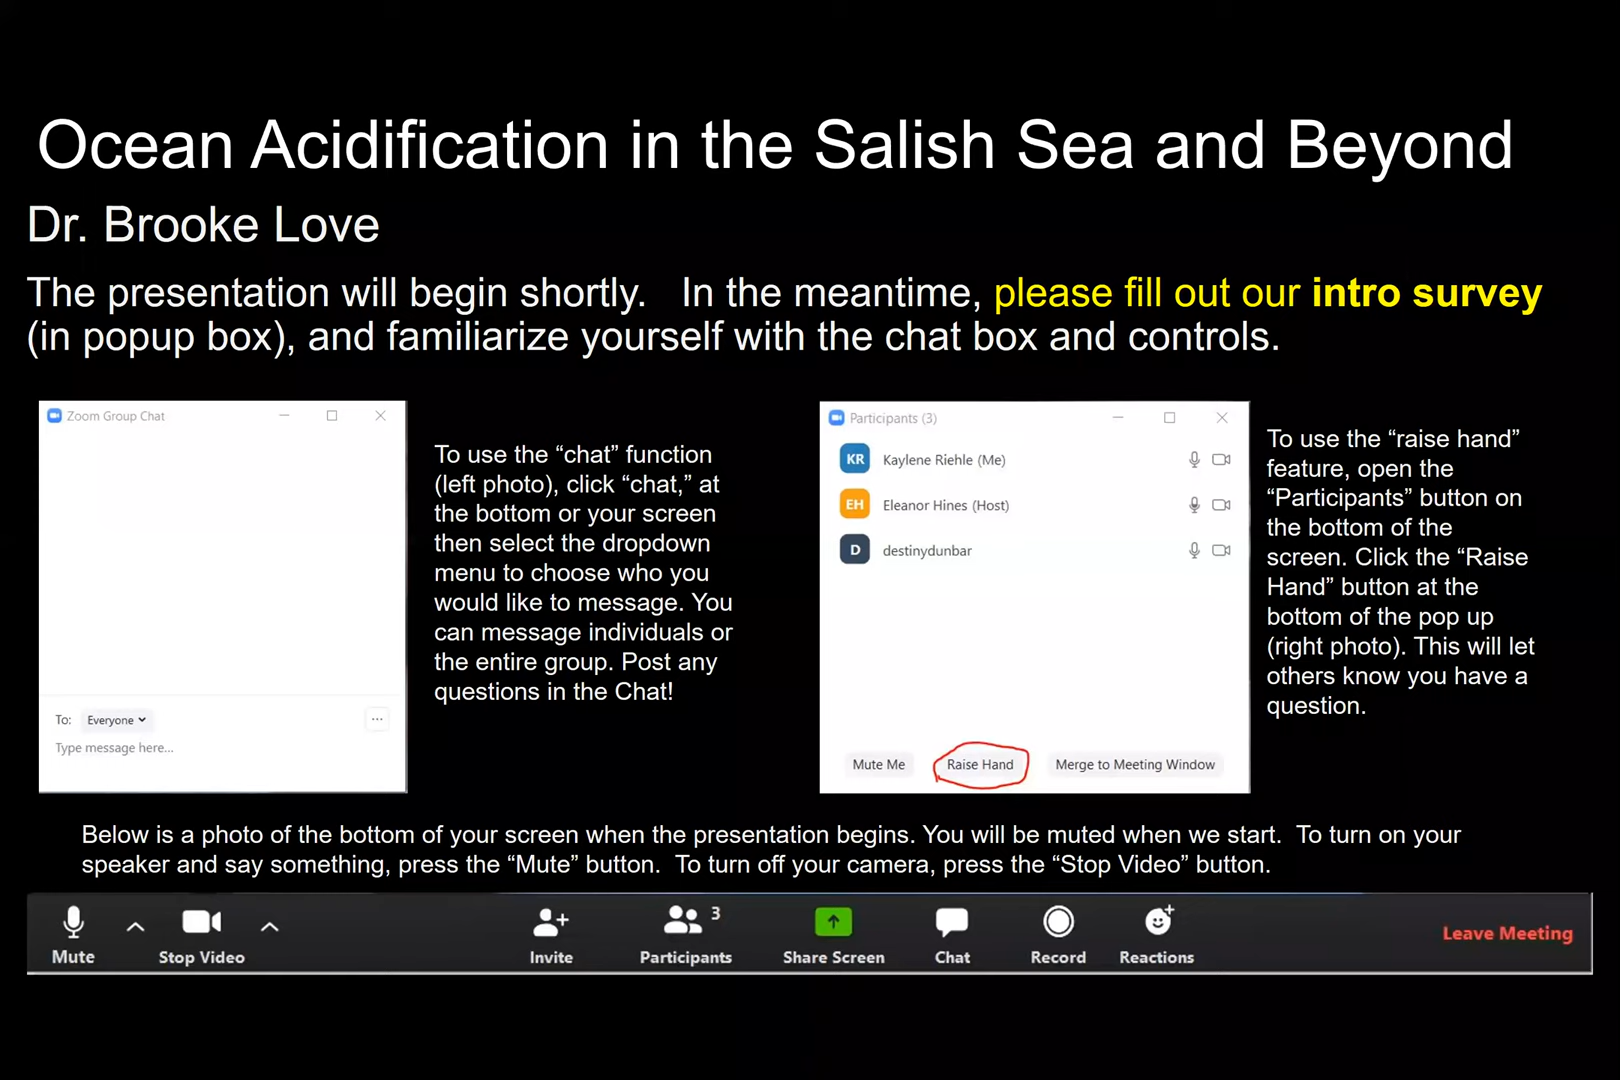 Ocean Acidification in the Salish Sea and Beyond
Dr. Brooke Love
The presentation will begin shortly.   In the meantime, please fill out our intro survey
(in popup box), and familiarize yourself with the chat box and controls.
Zoom Group Chat
To: Everyone
Type message here...
To use the “chat” function
(left photo), click “chat,” at
the bottom or your screen
then select the dropdown
menu to choose who you
would like to message. You
can message individuals or
the entire group. Post any
questions in the Chat!
Participants (3)
KR Kaylene Riehle (Me)
EH Eleanor Hines (Host)
D destinydunbar
Mute Me Raise Hand Merge to Meeting Window
To use the “raise hand”
feature, open the
“Participants” button on
the bottom of the
screen. Click the “Raise
Hand” button at the
bottom of the pop up
(right photo). This will let
others know you have a
question.
Below is a photo of the bottom of your screen when the presentation begins. You will be muted when we start.  To turn on your
speaker and say something, press the “Mute” button.  To turn off your camera, press the “Stop Video” button.
3
Mute Stop Video Invite Participants Share Screen Chat Record Reactions Leave Meeting